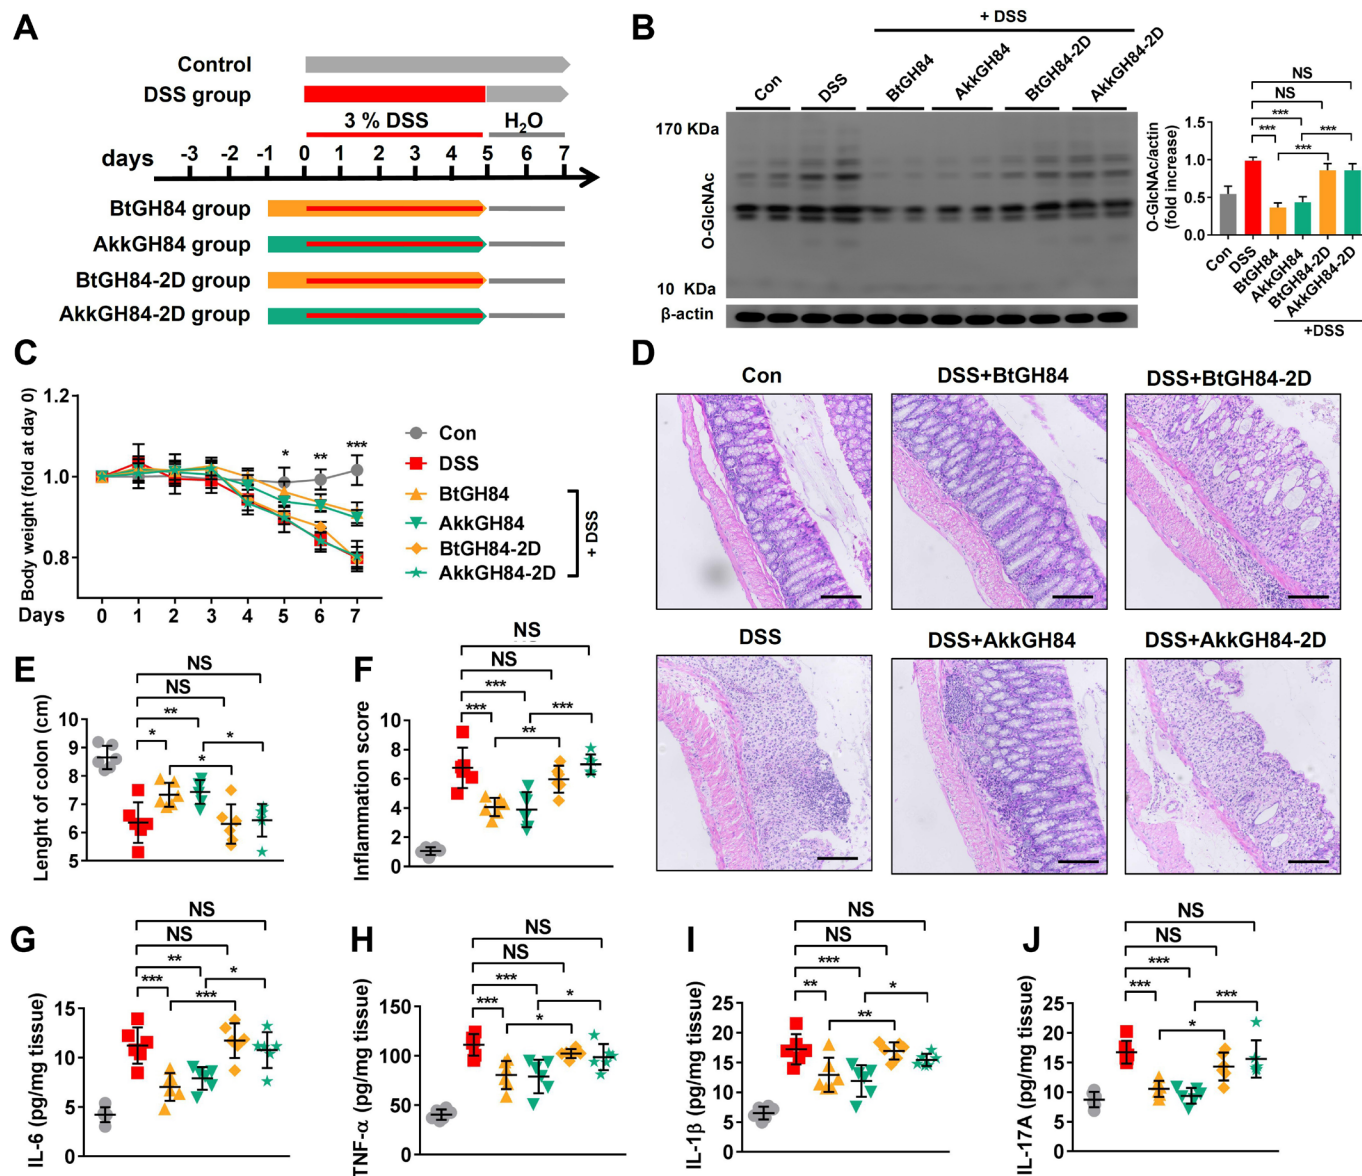 A
Control
DSS group
3 % DSS
H2O
days
-3 -2 -1 0 1 2 3 4 5 6 7
BtGH84 group
AkkGH84 group
BtGH84-2D group
AkkGH84-2D group
B
+ DSS
Con DSS BtGH84 AkkGH84 BtGH84-2D AkkGH84-2D
170 KDa
O-GlcNAc
10 KDa
β-actin
NS
NS
*** ***
*** ***
O-GlcNAc/actin
(fold increase)
1.5
1.0
0.5
0.0
Con DSS BtGH84 AkkGH84 BtGH84-2D AkkGH84-2D
+DSS
C
Body weight (fold at day 0)
1.2
1.0
0.8
* ** ***
Days 0 1 2 3 4 5 6 7
Con
DSS
BtGH84
AkkGH84
BtGH84-2D
AkkGH84-2D
+ DSS
D
Con DSS+BtGH84 DSS+BtGH84-2D
DSS DSS+AkkGH84 DSS+AkkGH84-2D
E
NS
NS
**
* *
*
Lenght of colon (cm)
10
9
8
7
6
5
F
NS
NS
***
*** ***
**
Inflammation score
10
8
6
4
2
0
G
NS
NS
**
*** *
***
IL-6 (pg/mg tissue)
15
10
5
0
H
NS
NS
***
*** *
*
TNF-α (pg/mg tissue)
150
100
50
0
I
NS
NS
***
** *
**
IL-1β (pg/mg tissue)
25
20
15
10
5
0
J
NS
NS
***
*** ***
*
IL-17A (pg/mg tissue)
25
20
15
10
5
0